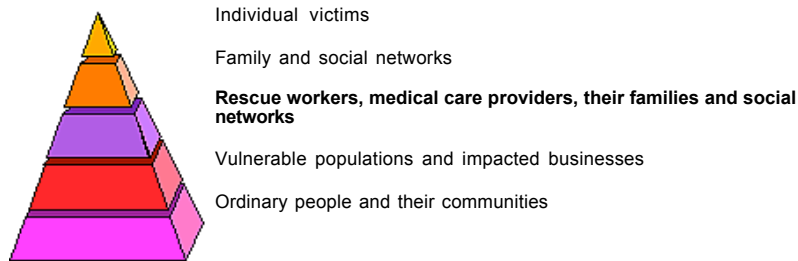 Individual victims
Family and social networks
Rescue workers, medical care providers, their families and social
networks
Vulnerable populations and impacted businesses
Ordinary people and their communities